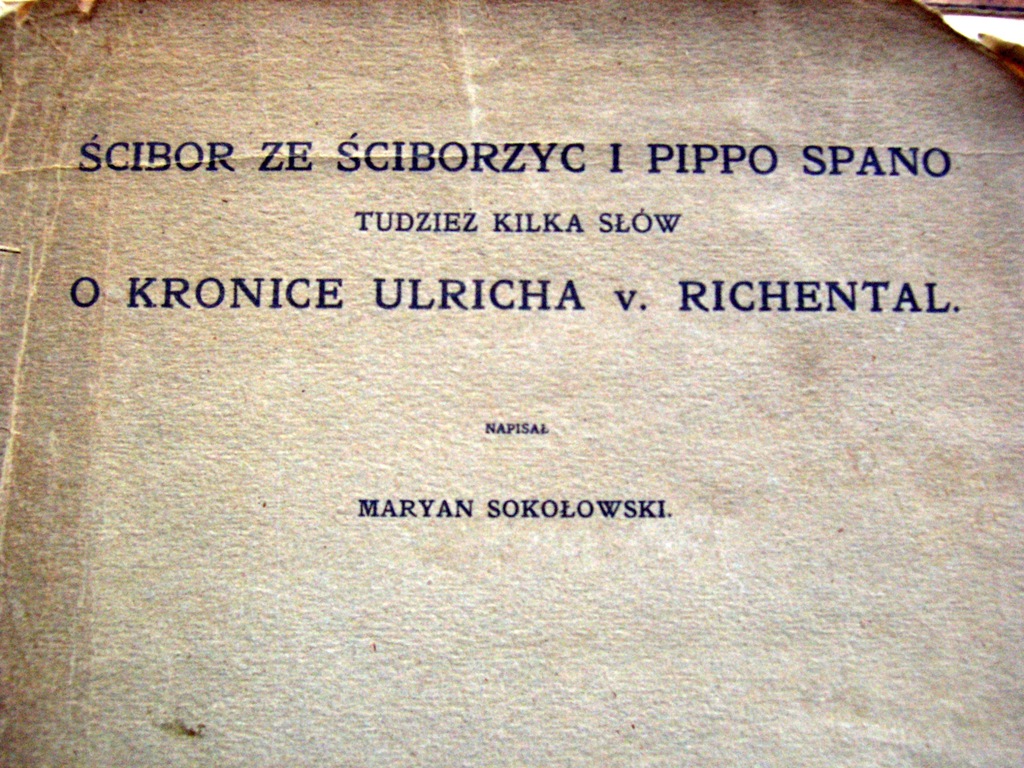 ŚCIBOR ZE ŚCIBORZYC I PIPPO SPANO
TUDZIEŻ KILKA SŁÓW
O KRONICE ULRICHA v. RICHENTAL.
NAPISAŁ
MARYAN SOKOŁOWSKI.